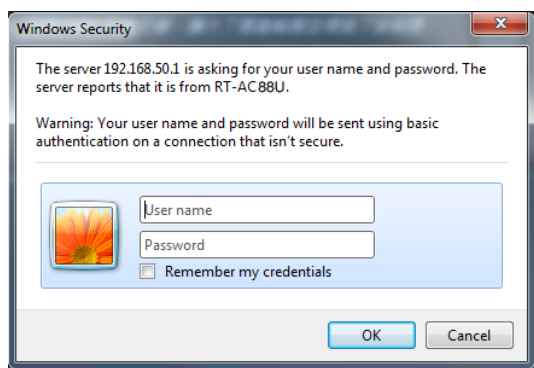 Windows Security
The server 192.168.50.1 is asking for your user name and password. The
server reports that it is from RT-AC88U.
Warning: Your user name and password will be sent using basic
authentication on a connection that isn't secure.
User name
Password
Remember my credentials
OK
Cancel